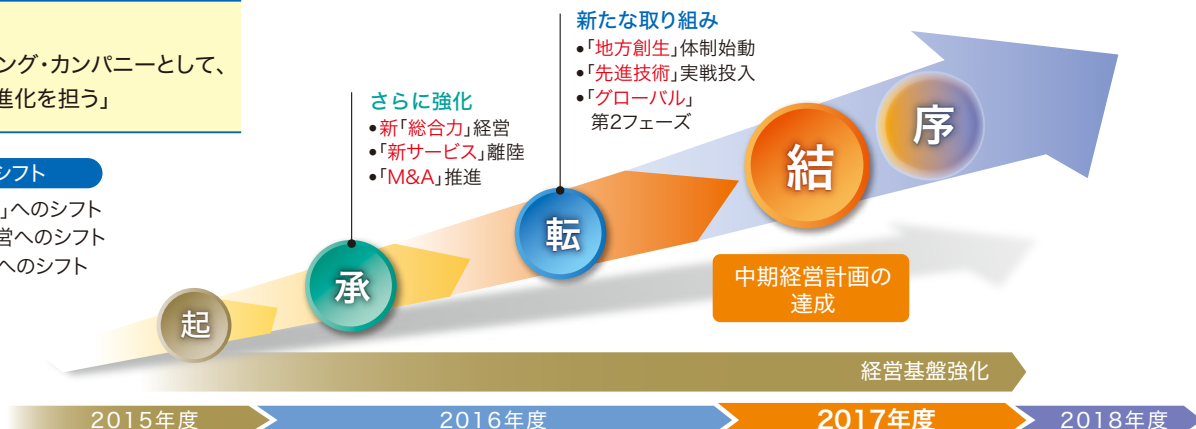 ング・カンパニーとして、
進化を担う」
シフト
」へのシフト
営へのシフト
へのシフト
さらに強化
•新「総合力」経営
•「新サービス」離陸
•「M&A」推進
新たな取り組み
•「地方創生」体制始動
•「先進技術」実戦投入
•「グローバル」
第2フェーズ
起
承
転
結
序
中期経営計画の
達成
経営基盤強化
2015年度
2016年度
2017年度
2018年度